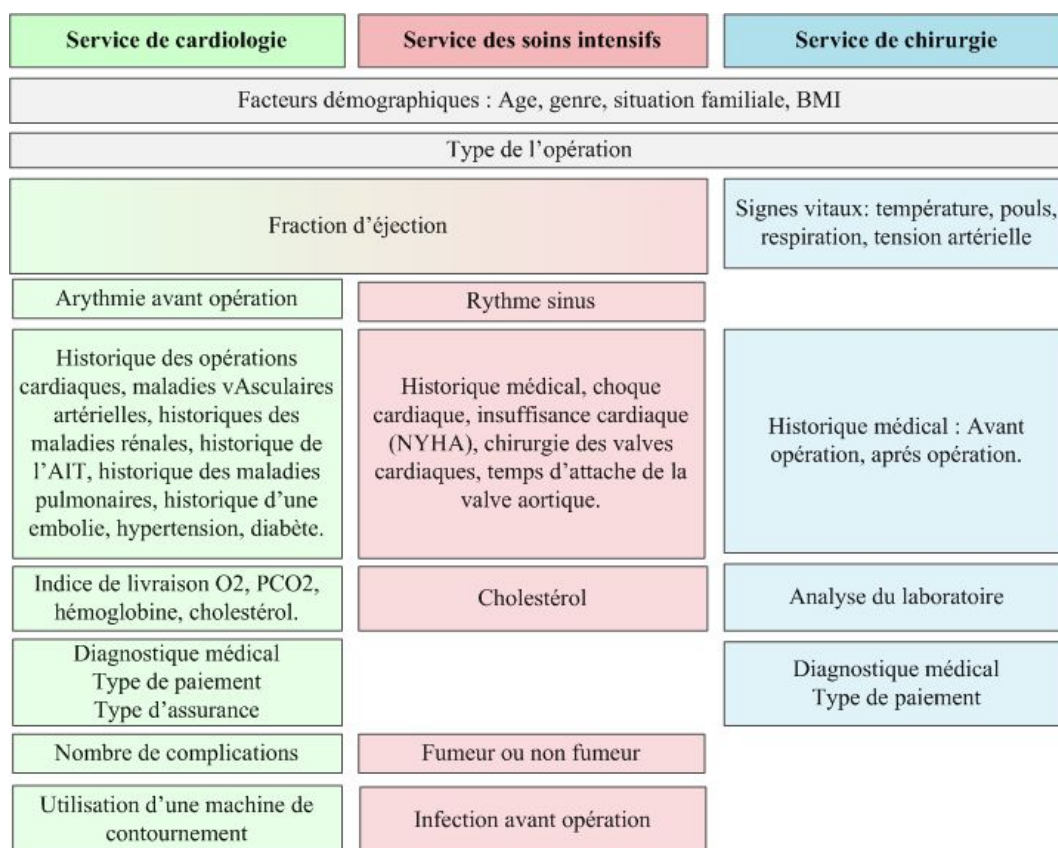 Service de cardiologie
Service des soins intensifs
Service de chirurgie
Facteurs démographiques : Age, genre, situation familiale, BMI
Type de l’opération
Fraction d’éjection
Signes vitaux: température, pouls,
respiration, tension artérielle
Arythmie avant opération
Rythme sinus
Historique des opérations
cardiaques, maladies vAsculaires
artérielles, historiques des
maladies rénales, historique de
l’AIT, historique des maladies
pulmonaires, historique d’une
embolie, hypertension, diabète.
Historique médical, choque
cardiaque, insuffisance cardiaque
(NYHA), chirurgie des valves
cardiaques, temps d’attache de la
valve aortique.
Historique médical : Avant
opération, aprés opération.
Indice de livraison O2, PCO2,
hémoglobine, cholestérol.
Cholestérol
Analyse du laboratoire
Diagnostique médical
Type de paiement
Type d’assurance
Diagnostique médical
Type de paiement
Nombre de complications
Fumeur ou non fumeur
Utilisation d’une machine de
contournement
Infection avant opération